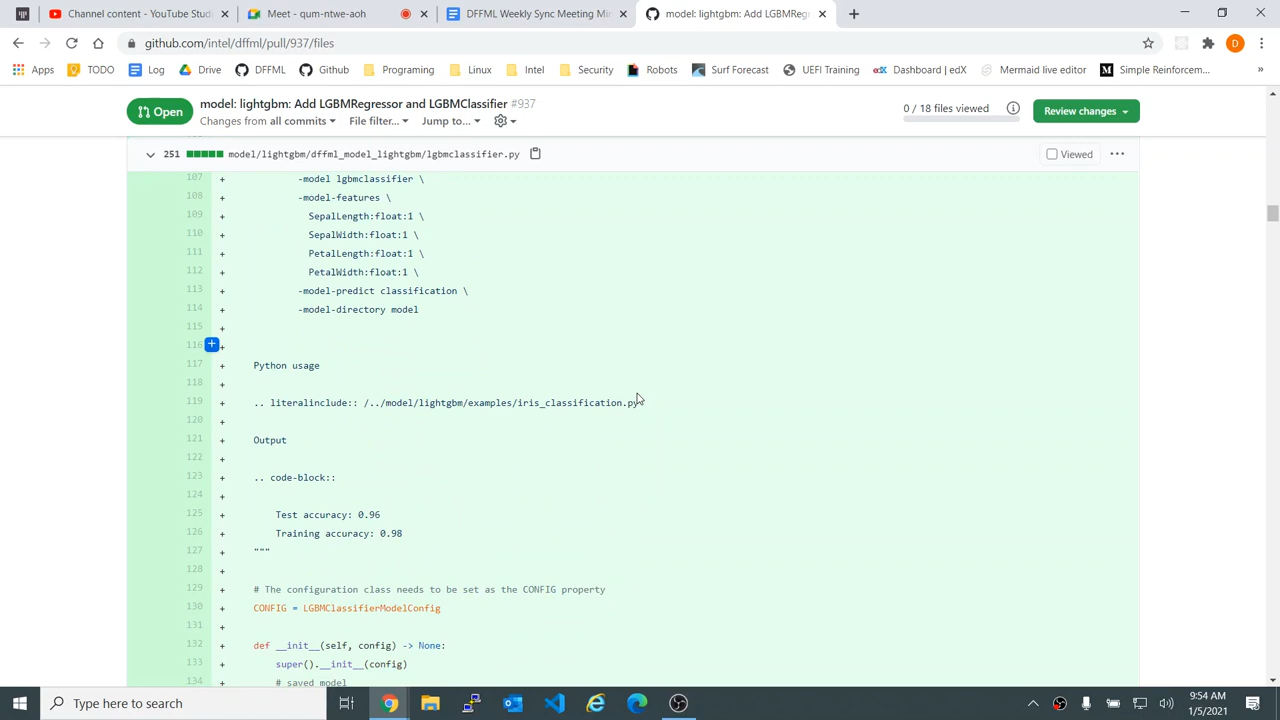 Channel content - YouTube Stud
Meet - qum-ntwe-aoh
DFFML Weekly Sync Meeting Min
model: lightgbm: Add LGBMRegr
github.com/intel/dffml/pull/937/files
D
Apps
TODO
Log
Drive
DFFML
Github
Programing
Linux
Intel
Security
Robots
Surf Forecast
UEFI Training
edX Dashboard | edX
Mermaid live editor
M Simple Reinforcem...
»
Open
model: lightgbm: Add LGBMRegressor and LGBMClassifier #937
Changes from all commits
File filter...
Jump to...
0 / 18 files viewed
Review changes
251 model/lightgbm/dffml_model_lightgbm/lgbmclassifier.py
Viewed
107 + -model lgbmclassifier \
108 + -model-features \
109 + SepalLength:float:1 \
110 + SepalWidth:float:1 \
111 + PetalLength:float:1 \
112 + PetalWidth:float:1 \
113 + -model-predict classification \
114 + -model-directory model
115 +
116 +
117 + Python usage
118 +
119 + .. literalinclude:: /../model/lightgbm/examples/iris_classification.py
120 +
121 + Output
122 +
123 + .. code-block::
124 +
125 + Test accuracy: 0.96
126 + Training accuracy: 0.98
127 + """
128 +
129 + # The configuration class needs to be set as the CONFIG property
130 + CONFIG = LGBMClassifierModelConfig
131 +
132 + def __init__(self, config) -> None:
133 + super().__init__(config)
134 + # saved model
Type here to search
9:54 AM
1/5/2021